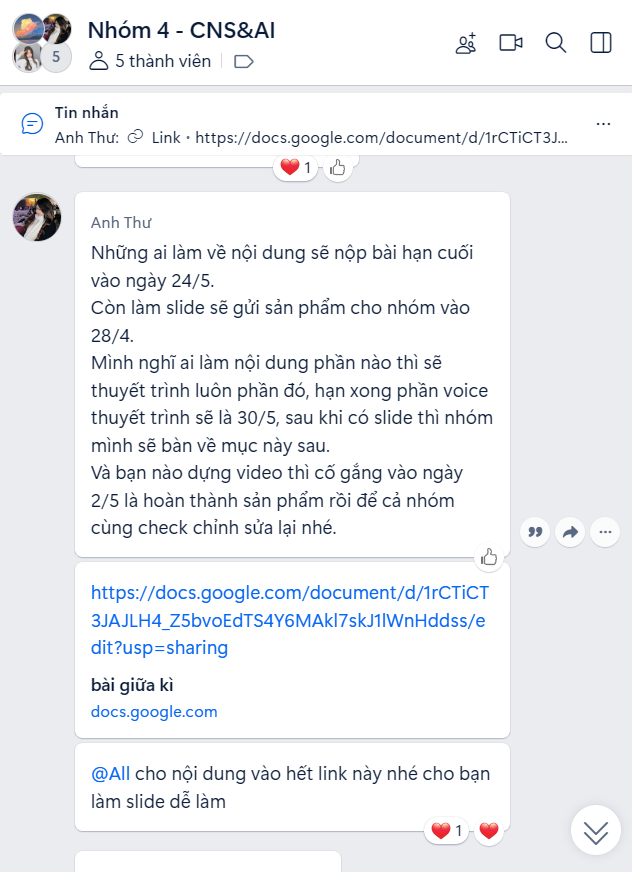 Nhóm 4 - CNS&AI
5
5 thành viên
Tin nhắn
Anh Thư: Link • https://docs.google.com/document/d/1rCTiCT3J...
1
Anh Thư
Những ai làm về nội dung sẽ nộp bài hạn cuối
vào ngày 24/5.
Còn làm slide sẽ gửi sản phẩm cho nhóm vào
28/4.
Mình nghĩ ai làm nội dung phần nào thì sẽ
thuyết trình luôn phần đó, hạn xong phần voice
thuyết trình sẽ là 30/5, sau khi có slide thì nhóm
mình sẽ bàn về mục này sau.
Và bạn nào dựng video thì cố gắng vào ngày
2/5 là hoàn thành sản phẩm rồi để cả nhóm
cùng check chỉnh sửa lại nhé.
https://docs.google.com/document/d/1rCTiCT
3JAJLH4_Z5bvoEdTS4Y6MAkl7skJ1lWnHddss/e
dit?usp=sharing
bài giữa kì
docs.google.com
@All cho nội dung vào hết link này nhé cho bạn
làm slide dễ làm
1